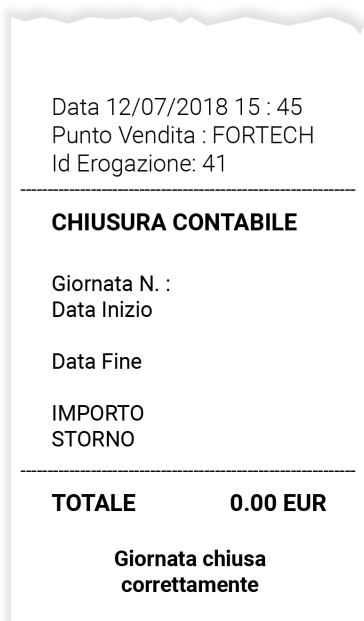 Data 12/07/2018 15 : 45
Punto Vendita : FORTECH
Id Erogazione: 41
CHIUSURA CONTABILE
Giornata N. :
Data Inizio
Data Fine
IMPORTO
STORNO
TOTALE 0.00 EUR
Giornata chiusa
correttamente